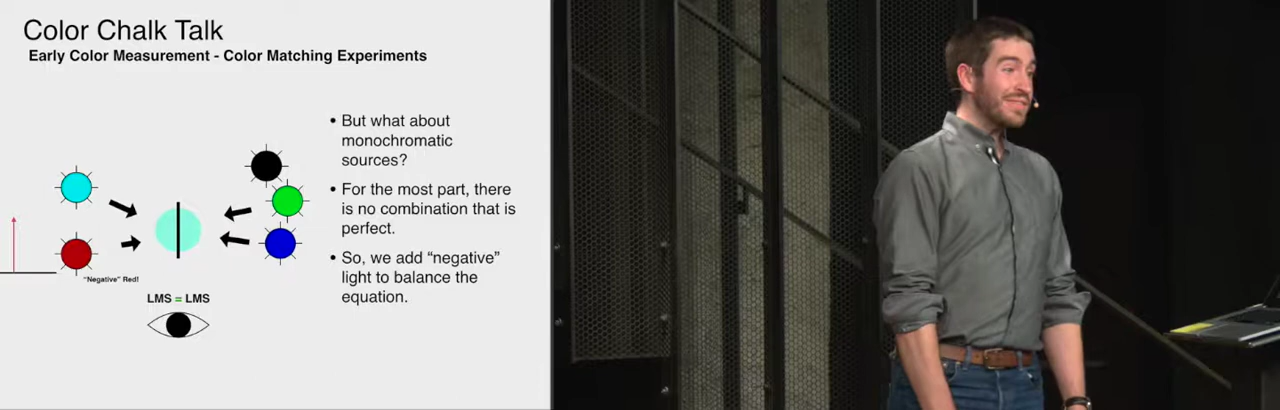 Color Chalk Talk
Early Color Measurement - Color Matching Experiments
• But what about
monochromatic
sources?
• For the most part, there
is no combination that is
perfect.
• So, we add “negative”
light to balance the
equation.
"Negative" Red!
LMS = LMS